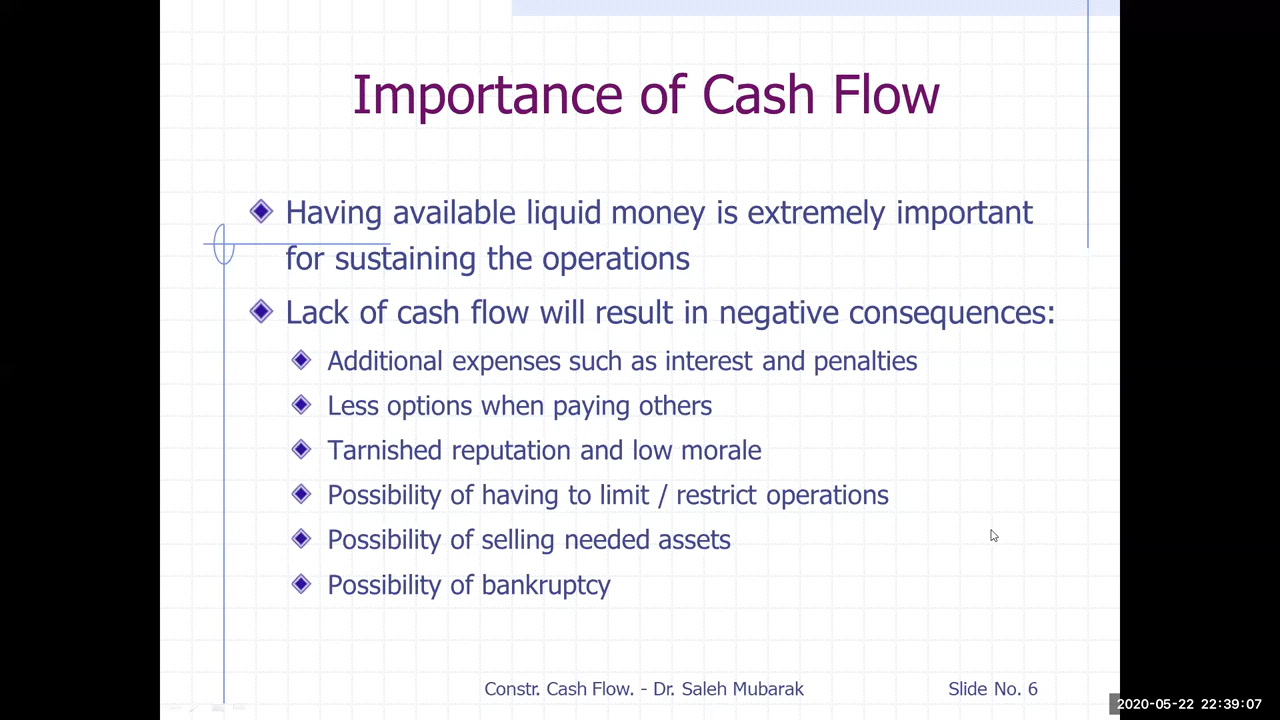 Importance of Cash Flow
Having available liquid money is extremely important
for sustaining the operations
Lack of cash flow will result in negative consequences:
Additional expenses such as interest and penalties
Less options when paying others
Tarnished reputation and low morale
Possibility of having to limit / restrict operations
Possibility of selling needed assets
Possibility of bankruptcy
Constr. Cash Flow. - Dr. Saleh Mubarak
Slide No. 6
2020-05-22 22:39:07